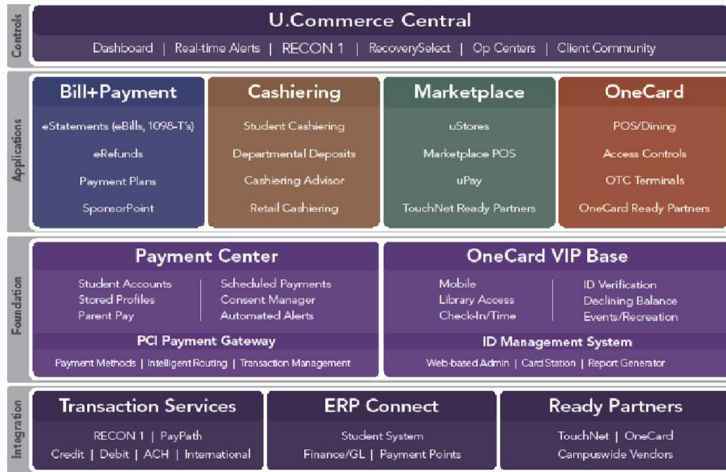 Controls
U.Commerce Central
Dashboard | Real-time Alerts | RECON 1 | RecoverySelect | Op Centers | Client Community
Applications
Bill+Payment
eStatements (eBills, 1098-T's)
eRefunds
Payment Plans
SponsorPoint
Cashiering
Student Cashiering
Departmental Deposits
Cashiering Advisor
Retail Cashiering
Marketplace
uStores
Marketplace POS
uPay
TouchNet Ready Partners
OneCard
POS/Dining
Access Controls
OTC Terminals
OneCard Ready Partners
Foundation
Payment Center
Student Accounts
Stored Profiles
Parent Pay
Scheduled Payments
Consent Manager
Automated Alerts
PCI Payment Gateway
Payment Methods | Intelligent Routing | Transaction Management
OneCard VIP Base
Mobile
Library Access
Check-In/Time
ID Verification
Declining Balance
Events/Recreation
ID Management System
Web-based Admin | Card Station | Report Generator
Integration
Transaction Services
RECON 1 | PayPath
Credit | Debit | ACH | International
ERP Connect
Student System
Finance/GL | Payment Points
Ready Partners
TouchNet | OneCard
Campuswide Vendors